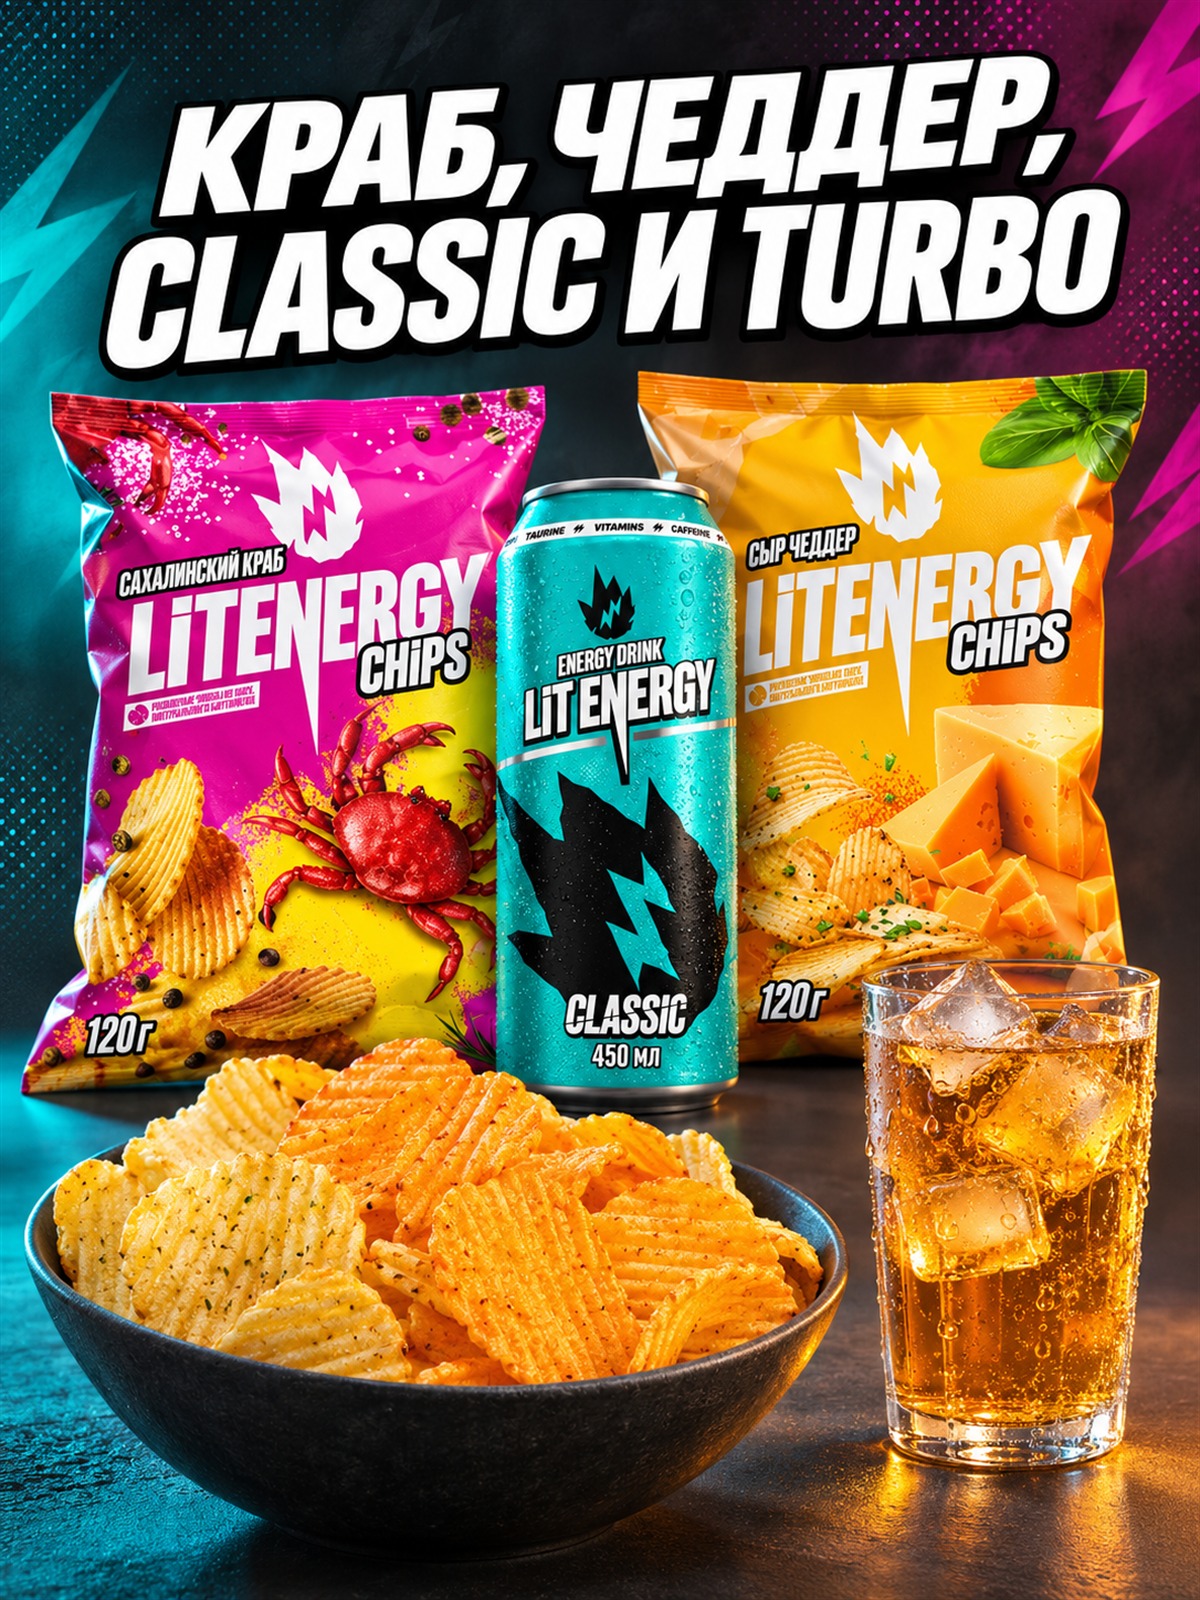 КРАБ, ЧЕДДЕР,
CLASSIC И TURBO
САХАЛИНСКИЙ КРАБ
LiTENERGY
CHiPS
120г
TAURINE VITAMINS CAFFEINE
ENERGY DRINK
LiT ENERGY
CLASSIC
450 МЛ
СЫР ЧЕДДЕР
LiTENERGY
CHiPS
120г